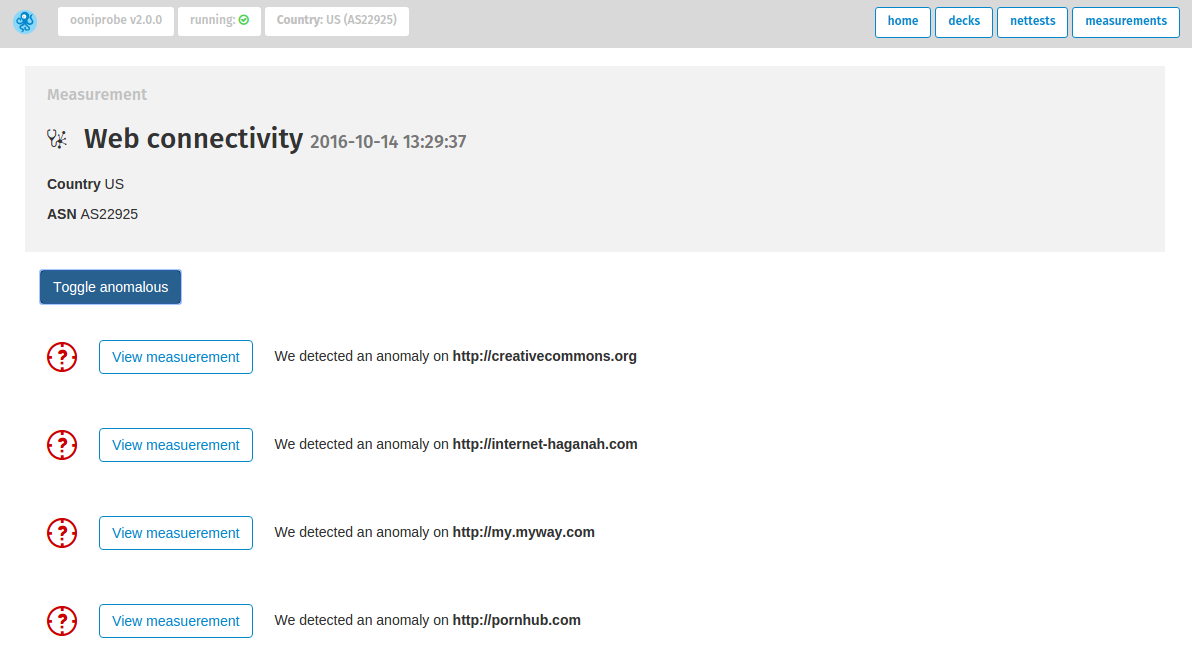 ooniprobe v2.0.0 running: Country: US (AS22925) home decks nettests measurements
Measurement
Web connectivity 2016-10-14 13:29:37
Country US
ASN AS22925
Toggle anomalous
View measuerement We detected an anomaly on http://creativecommons.org
View measuerement We detected an anomaly on http://internet-haganah.com
View measuerement We detected an anomaly on http://my.myway.com
View measuerement We detected an anomaly on http://pornhub.com